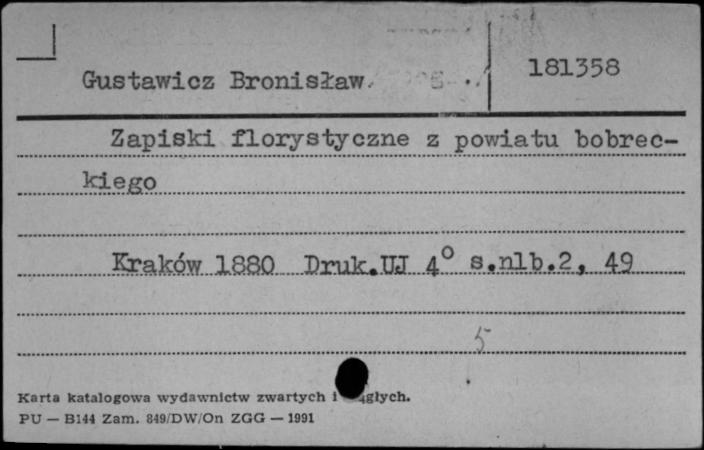 Gustawicz Bronisław. 181358
Zapiski florystyczne z powiatu bobrec-
kiego
Kraków 1880 Druk.UJ 4° s.nlb.2, 49
5
Karta katalogowa wydawnictw zwartych i
PU — B144 Zam. 849/DW/On ZGG — 1991